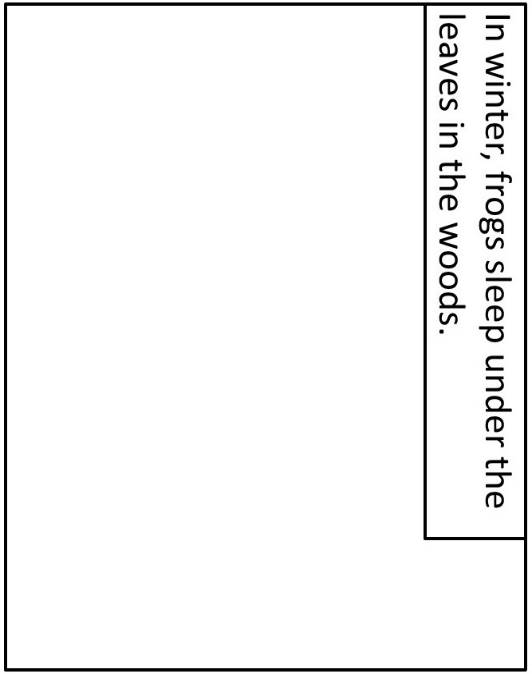 In winter, frogs sleep under the
leaves in the woods.